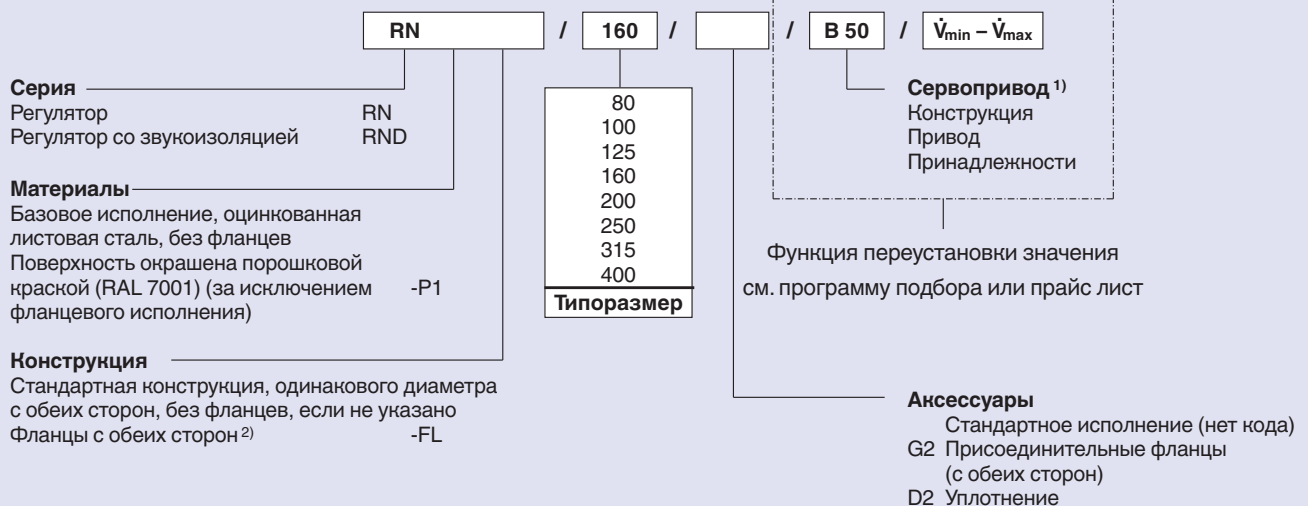 RN / 160 / / B 50 / V̇min – V̇max
Серия
Регулятор RN
Регулятор со звукоизоляцией RND
Материалы
Базовое исполнение, оцинкованная
листовая сталь, без фланцев
Поверхность окрашена порошковой
краской (RAL 7001) (за исключением -P1
фланцевого исполнения)
Конструкция
Стандартная конструкция, одинакового диаметра
с обеих сторон, без фланцев, если не указано
Фланцы с обеих сторон 2) -FL
80
100
125
160
200
250
315
400
Типоразмер
Сервопривод 1)
Конструкция
Привод
Принадлежности
Функция переустановки значения
см. программу подбора или прайс лист
Аксессуары
Стандартное исполнение (нет кода)
G2 Присоединительные фланцы
(с обеих сторон)
D2 Уплотнение